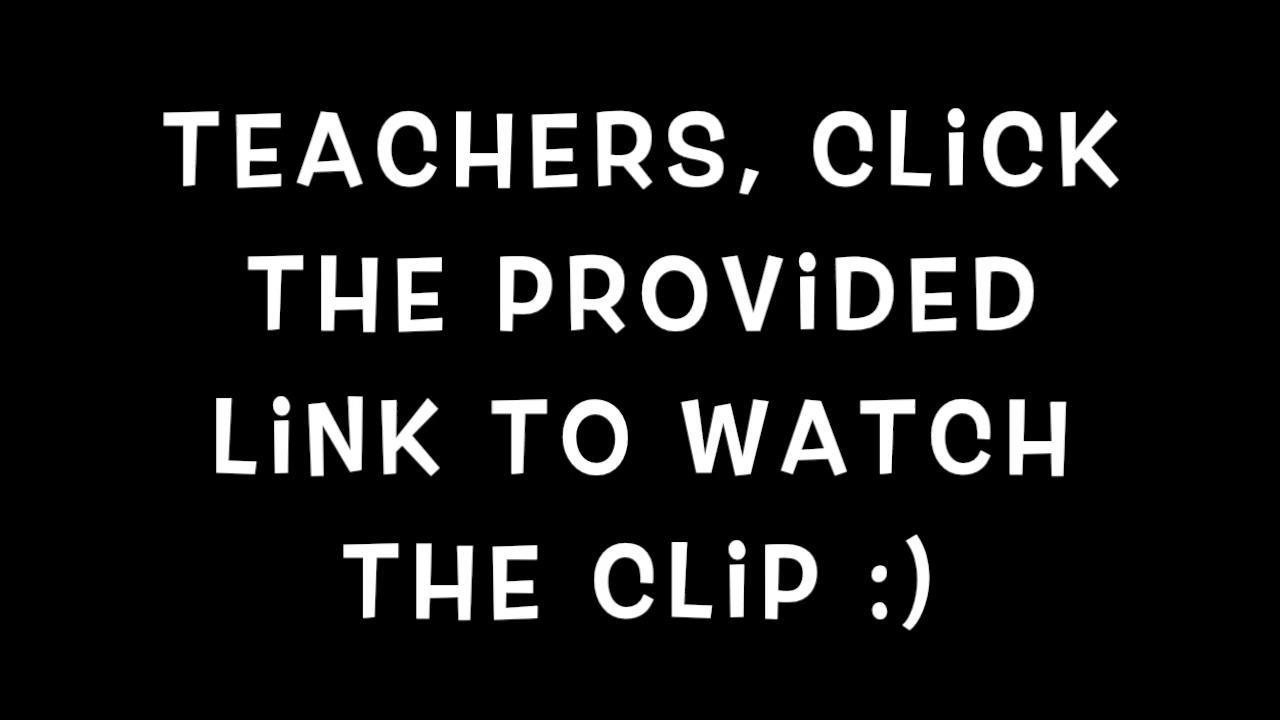 TEACHERS, CLiCK
THE PROViDED
LiNK TO WATCH
THE CLiP :)